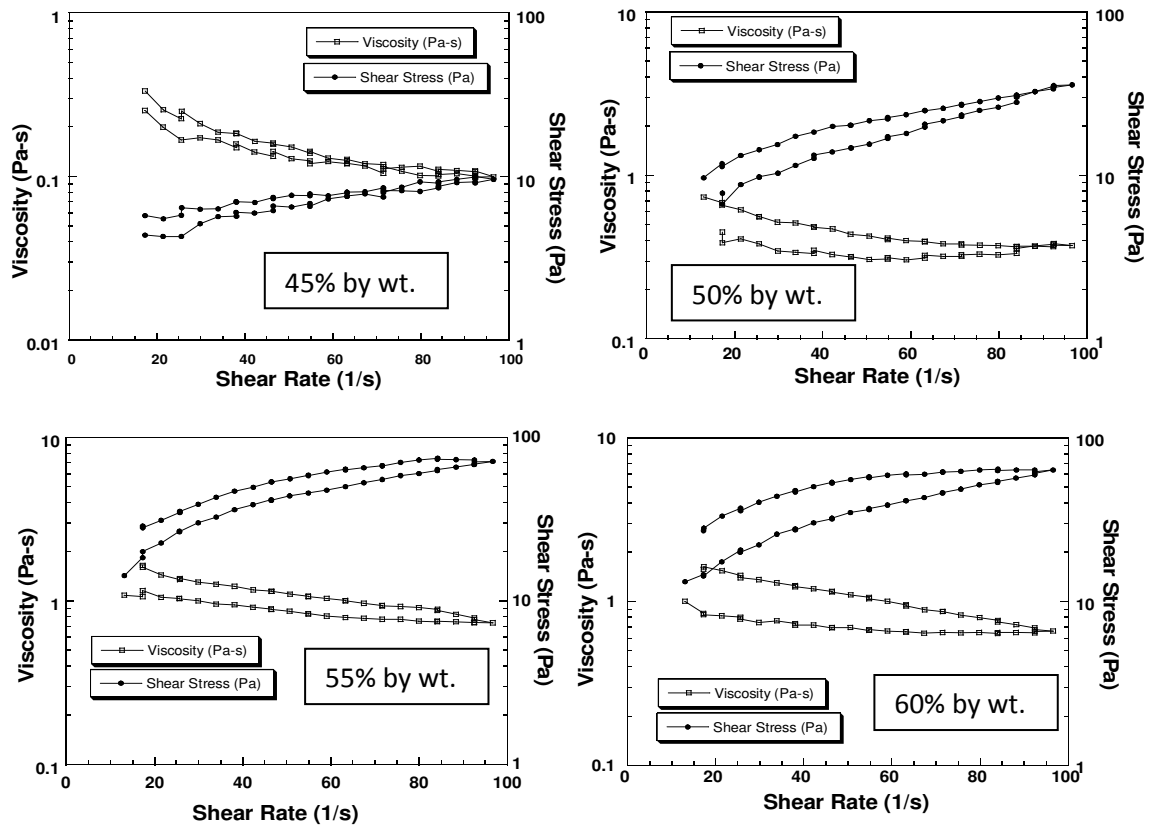 1
100
Viscosity (Pa-s)
Shear Stress (Pa)
Viscosity (Pa-s)
Shear Stress (Pa)
0.1
10
45% by wt.
0.01
1
0
20
40
60
80
100
Shear Rate (1/s)
10
100
Viscosity (Pa-s)
Shear Stress (Pa)
Viscosity (Pa-s)
Shear Stress (Pa)
1
10
50% by wt.
0.1
1
0
20
40
60
80
100
Shear Rate (1/s)
10
100
Viscosity (Pa-s)
Shear Stress (Pa)
1
10
Viscosity (Pa-s)
Shear Stress (Pa)
55% by wt.
0.1
1
0
20
40
60
80
100
Shear Rate (1/s)
10
100
Viscosity (Pa-s)
Shear Stress (Pa)
1
10
Viscosity (Pa-s)
Shear Stress (Pa)
60% by wt.
0.1
1
0
20
40
60
80
100
Shear Rate (1/s)